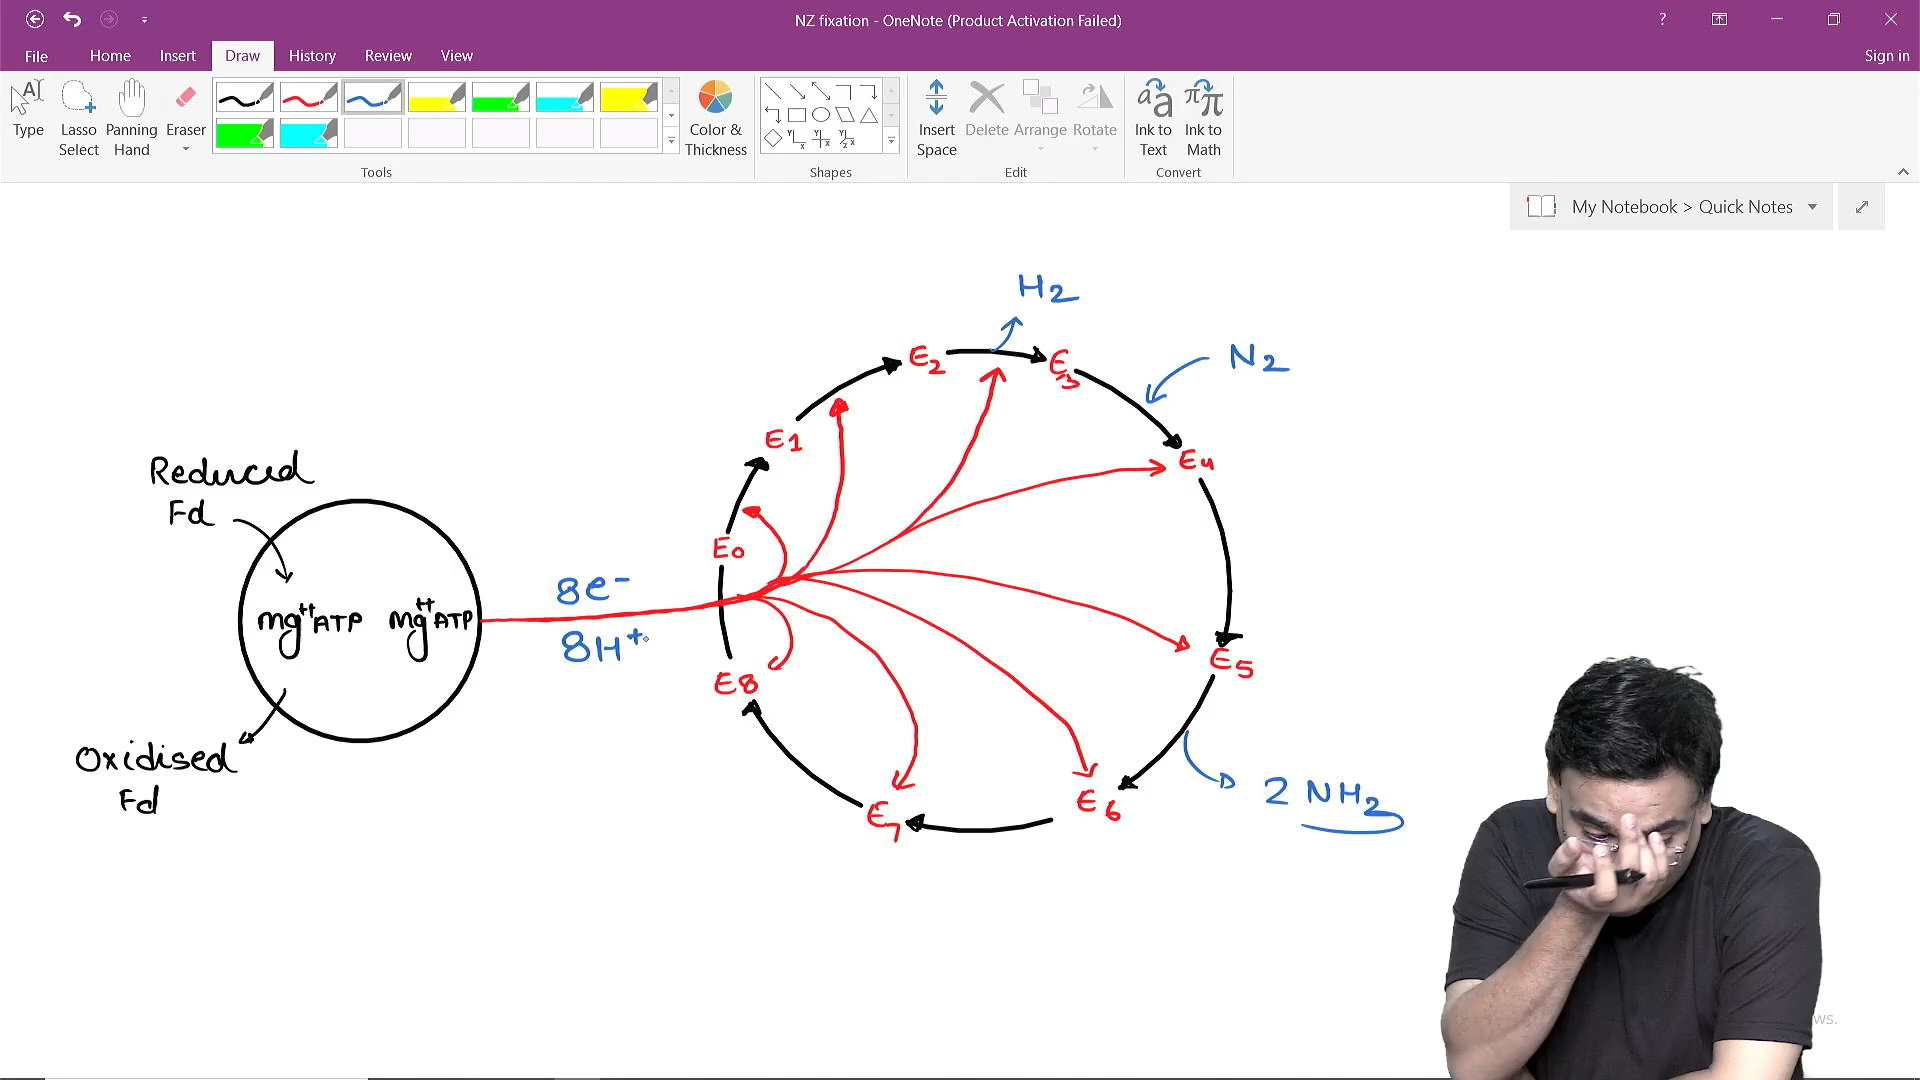 NZ fixation - OneNote (Product Activation Failed)
?
File Home Insert Draw History Review View
Sign in
Type
Lasso Select
Panning Hand
Eraser
Color & Thickness
Insert Space
Delete
Arrange
Rotate
Ink to Text
Ink to Math
Tools
Shapes
Edit
Convert
My Notebook > Quick Notes
H2
E2
E3
N2
E1
E4
Reduced
Fd
E0
8e-
mg++ATP mg++ATP
8H+
E5
E8
Oxidised
Fd
2 NH2
E6
E7
ws.